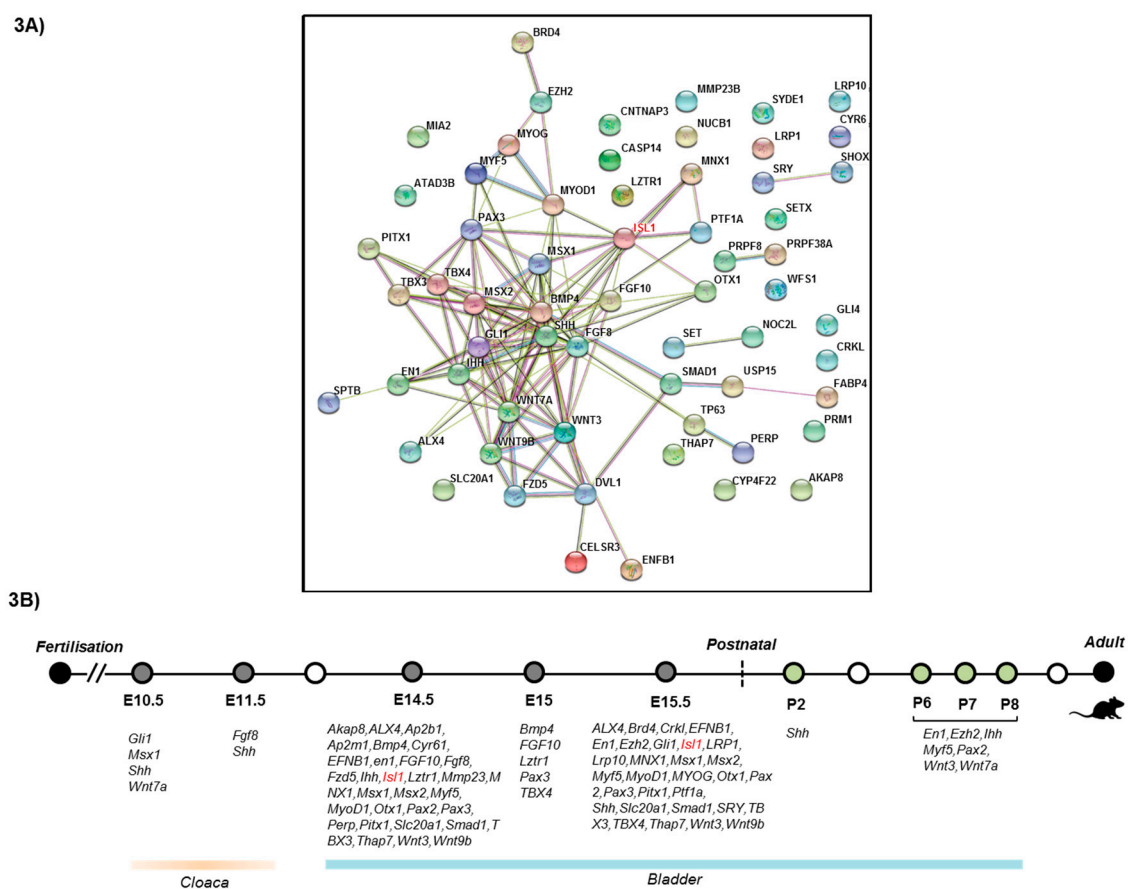 3A)
BRD4
EZH2
MMP23B
SYDE1
LRP10
CNTNAP3
MIA2
MYOG
NUCB1
CYR6
LRP1
CASP14
MYF5
MNX1
SRY
SHOX
ATAD3B
MYOD1
LZTR1
PAX3
ISL1
PTF1A
SETX
PITX1
MSX1
PRPF8
PRPF38A
TBX3
TBX4
MSX2
BMP4
FGF10
OTX1
WFS1
GLI1
SHH
FGF8
SET
NOC2L
GLI4
IHH
CRKL
EN1
SMAD1
USP15
FABP4
SPTB
WNT7A
WNT3
TP63
PRM1
ALX4
WNT9B
THAP7
PERP
SLC20A1
FZD5
DVL1
CYP4F22
AKAP8
CELSR3
ENFB1
3B)
Fertilisation
Postnatal
Adult
E10.5
E11.5
E14.5
E15
E15.5
P2
P6
P7
P8
Gli1
Msx1
Shh
Wnt7a
Fgf8
Shh
Akap8,ALX4,Ap2b1,
Ap2m1,Bmp4,Cyr61,
EFNB1,en1,FGF10,Fgf8,
Fzd5,Ihh,Isl1,Lztr1,Mmp23,M
NX1,Msx1,Msx2,Myf5,
MyoD1,Otx1,Pax2,Pax3,
Perp,Pitx1,Slc20a1,Smad1,T
BX3,Thap7,Wnt3,Wnt9b
Bmp4
FGF10
Lztr1
Pax3
TBX4
ALX4,Brd4,Crkl,EFNB1,
En1,Ezh2,Gli1,Isl1,LRP1,
Lrp10,MNX1,Msx1,Msx2,
Myf5,MyoD1,MYOG,Otx1,Pax
2,Pax3,Pitx1,Ptf1a,
Shh,Slc20a1,Smad1,SRY,TB
X3,TBX4,Thap7,Wnt3,Wnt9b
Shh
En1,Ezh2,Ihh
Myf5,Pax2,
Wnt3,Wnt7a
Cloaca
Bladder